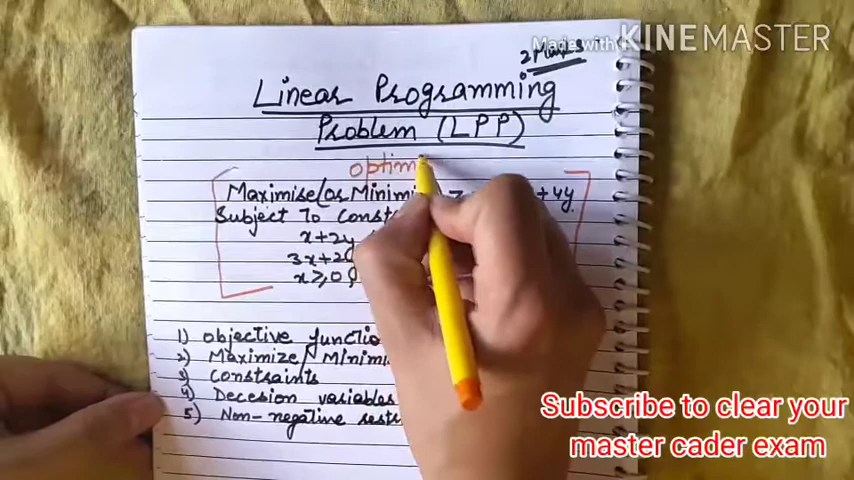 Made with KINEMASTER
2 Marks
Linear Programming
Problem (LPP)
optim
Maximise (or Minimi + 4y
Subject To Const
x+2y
3x+2
x≥0,
1) objective functio
2) Maximize / Minimi
3) Constraints
4) Decesion variables
5) Non-negative restr
Subscribe to clear your
master cader exam